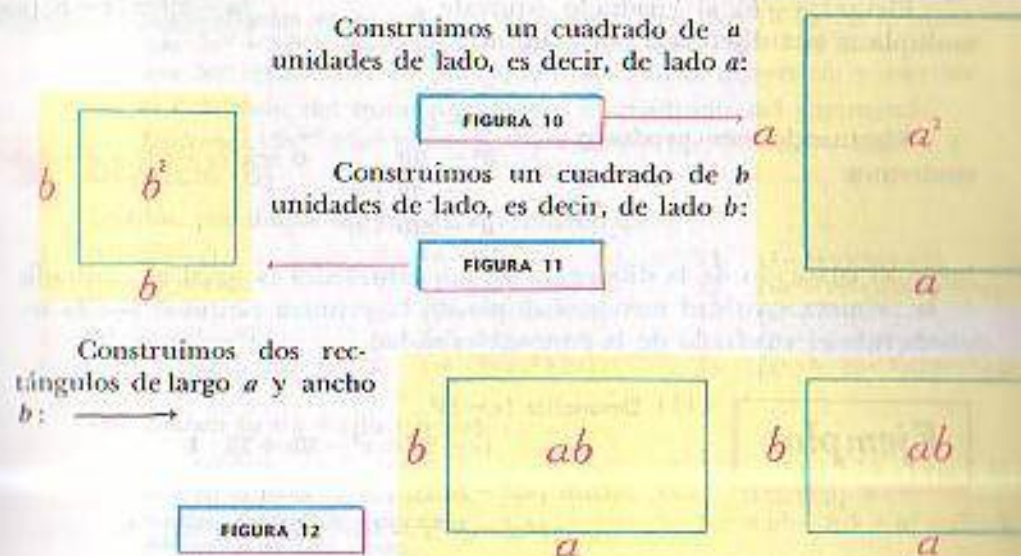 Construimos un cuadrado de a
unidades de lado, es decir, de lado a:
FIGURA 10
a
a²
a
Construimos un cuadrado de b
unidades de lado, es decir, de lado b:
FIGURA 11
b
b²
b
Construimos dos rec-
tángulos de largo a y ancho
b:
FIGURA 12
b
ab
a
b
ab
a